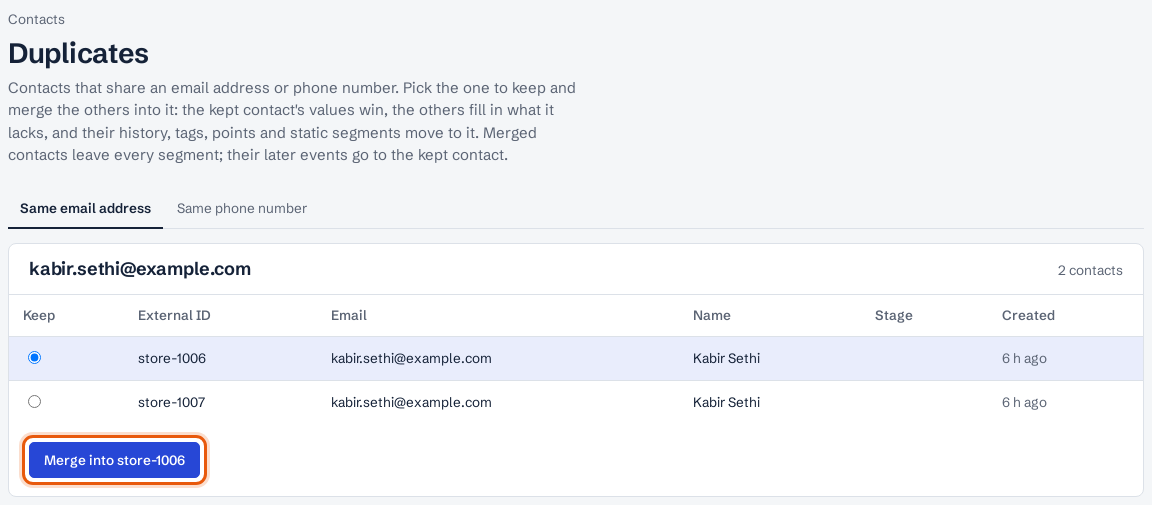 Contacts
Duplicates
Contacts that share an email address or phone number. Pick the one to keep and
merge the others into it: the kept contact's values win, the others fill in what it
lacks, and their history, tags, points and static segments move to it. Merged
contacts leave every segment; their later events go to the kept contact.
Same email address Same phone number
kabir.sethi@example.com 2 contacts
Keep External ID Email Name Stage Created
store-1006 kabir.sethi@example.com Kabir Sethi 6 h ago
store-1007 kabir.sethi@example.com Kabir Sethi 6 h ago
Merge into store-1006